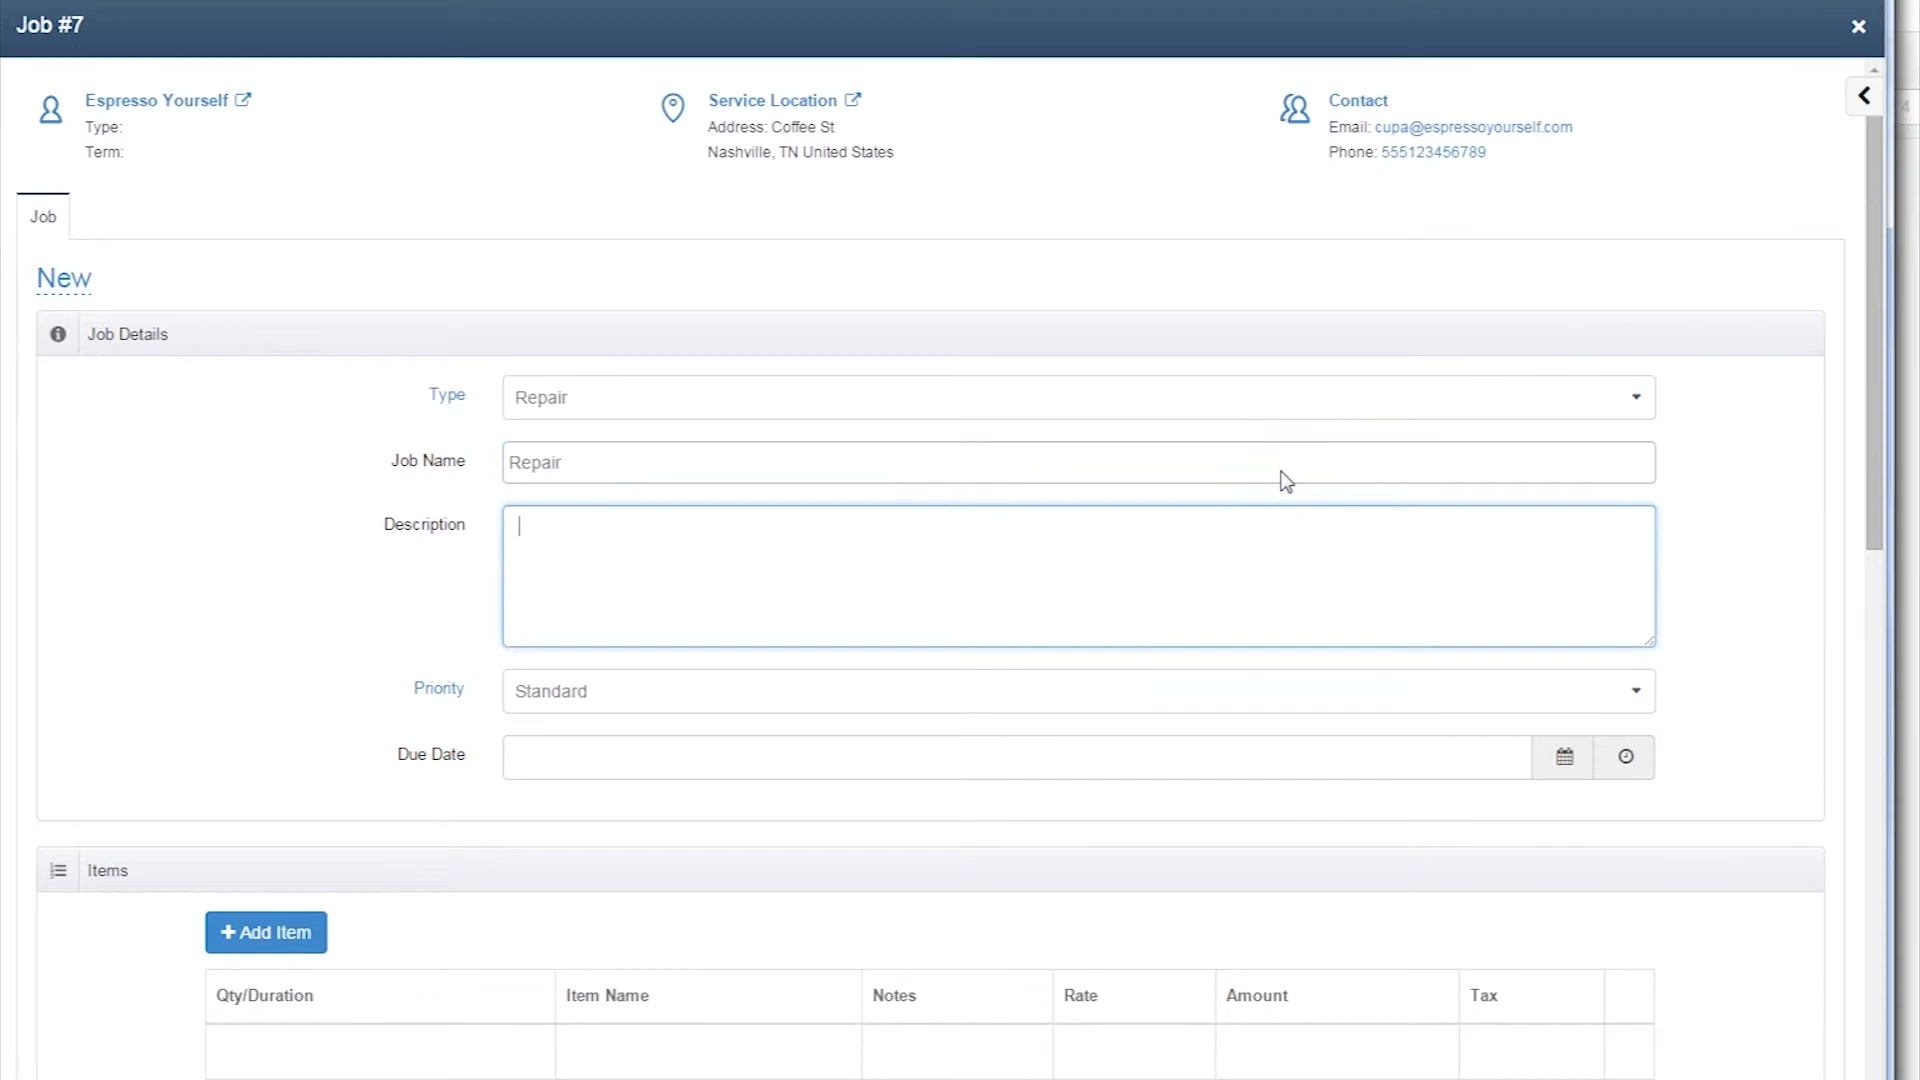 Job #7
Espresso Yourself
Type:
Term:
Service Location
Address: Coffee St
Nashville, TN United States
Contact
Email: cupa@espressoyourself.com
Phone: 555123456789
4
Job
New
Job Details
Type
Repair
Job Name
Repair
Description
Priority
Standard
Due Date
Items
+ Add Item
Qty/Duration Item Name Notes Rate Amount Tax